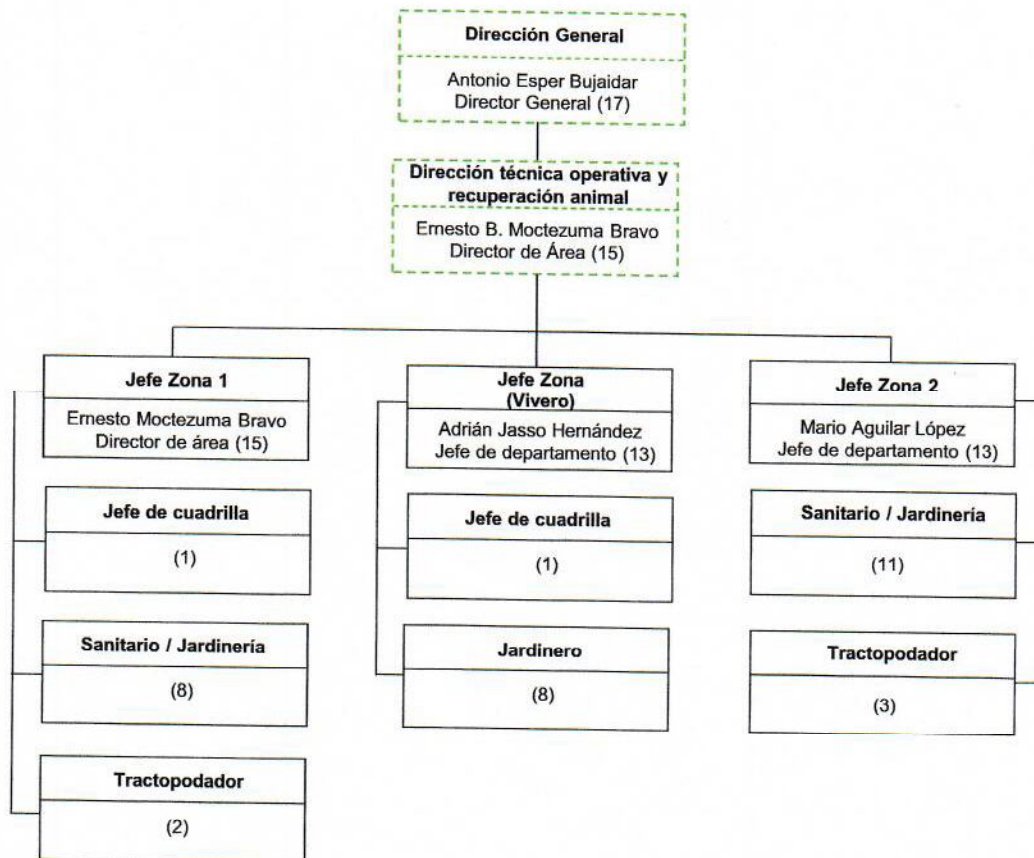 Dirección General
Antonio Esper Bujaidar
Director General (17)
Dirección técnica operativa y
recuperación animal
Ernesto B. Moctezuma Bravo
Director de Área (15)
Jefe Zona 1
Ernesto Moctezuma Bravo
Director de área (15)
Jefe de cuadrilla
(1)
Sanitario / Jardinería
(8)
Tractopodador
(2)
Jefe Zona
(Vivero)
Adrián Jasso Hernández
Jefe de departamento (13)
Jefe de cuadrilla
(1)
Jardinero
(8)
Jefe Zona 2
Mario Aguilar López
Jefe de departamento (13)
Sanitario / Jardinería
(11)
Tractopodador
(3)